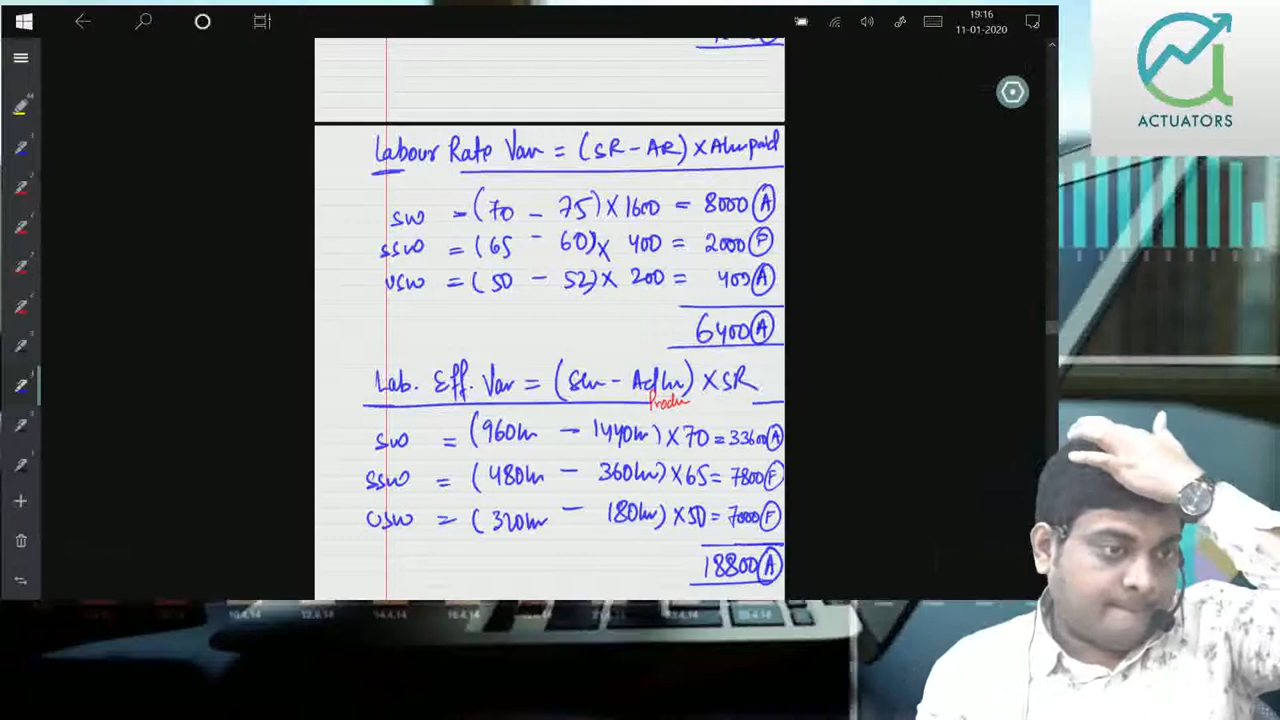 19:16
11-01-2020
ACTUATORS
Labour Rate Var = (SR - AR) × Ahr paid
SW = (70 - 75) × 1600 = 8000 (A)
SSW = (65 - 60) × 400 = 2000 (F)
USW = (50 - 52) × 200 = 400 (A)
6400 (A)
Lab. Eff. Var = (Shr - Adhr) × SR
Produ
SW = (960hr - 1440hr) × 70 = 33600 (A)
SSW = (480hr - 360hr) × 65 = 7800 (F)
USW = (320hr - 180hr) × 50 = 7000 (F)
18800 (A)